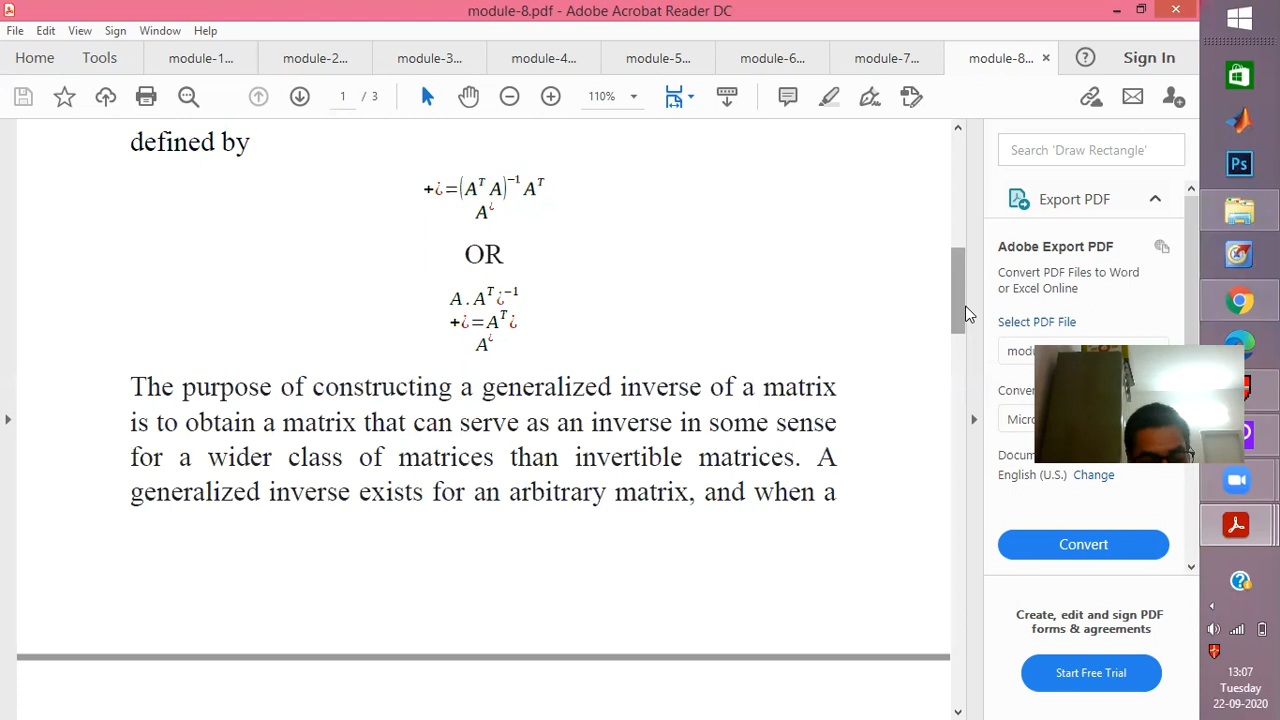 module-8.pdf - Adobe Acrobat Reader DC
File Edit View Sign Window Help
Home Tools module-1... module-2... module-3... module-4... module-5... module-6... module-7... module-8... × Sign In
1 / 3 110%
defined by
+¿=(Aᵀ A)⁻¹ Aᵀ
A^¿
OR
A . Aᵀ ¿⁻¹
+¿=Aᵀ ¿
A^¿
The purpose of constructing a generalized inverse of a matrix
is to obtain a matrix that can serve as an inverse in some sense
for a wider class of matrices than invertible matrices. A
generalized inverse exists for an arbitrary matrix, and when a
Search 'Draw Rectangle'
Export PDF
Adobe Export PDF
Convert PDF Files to Word
or Excel Online
Select PDF File
English (U.S.) Change
Convert
Create, edit and sign PDF
forms & agreements
Start Free Trial
Ps
13:07
Tuesday
22-09-2020